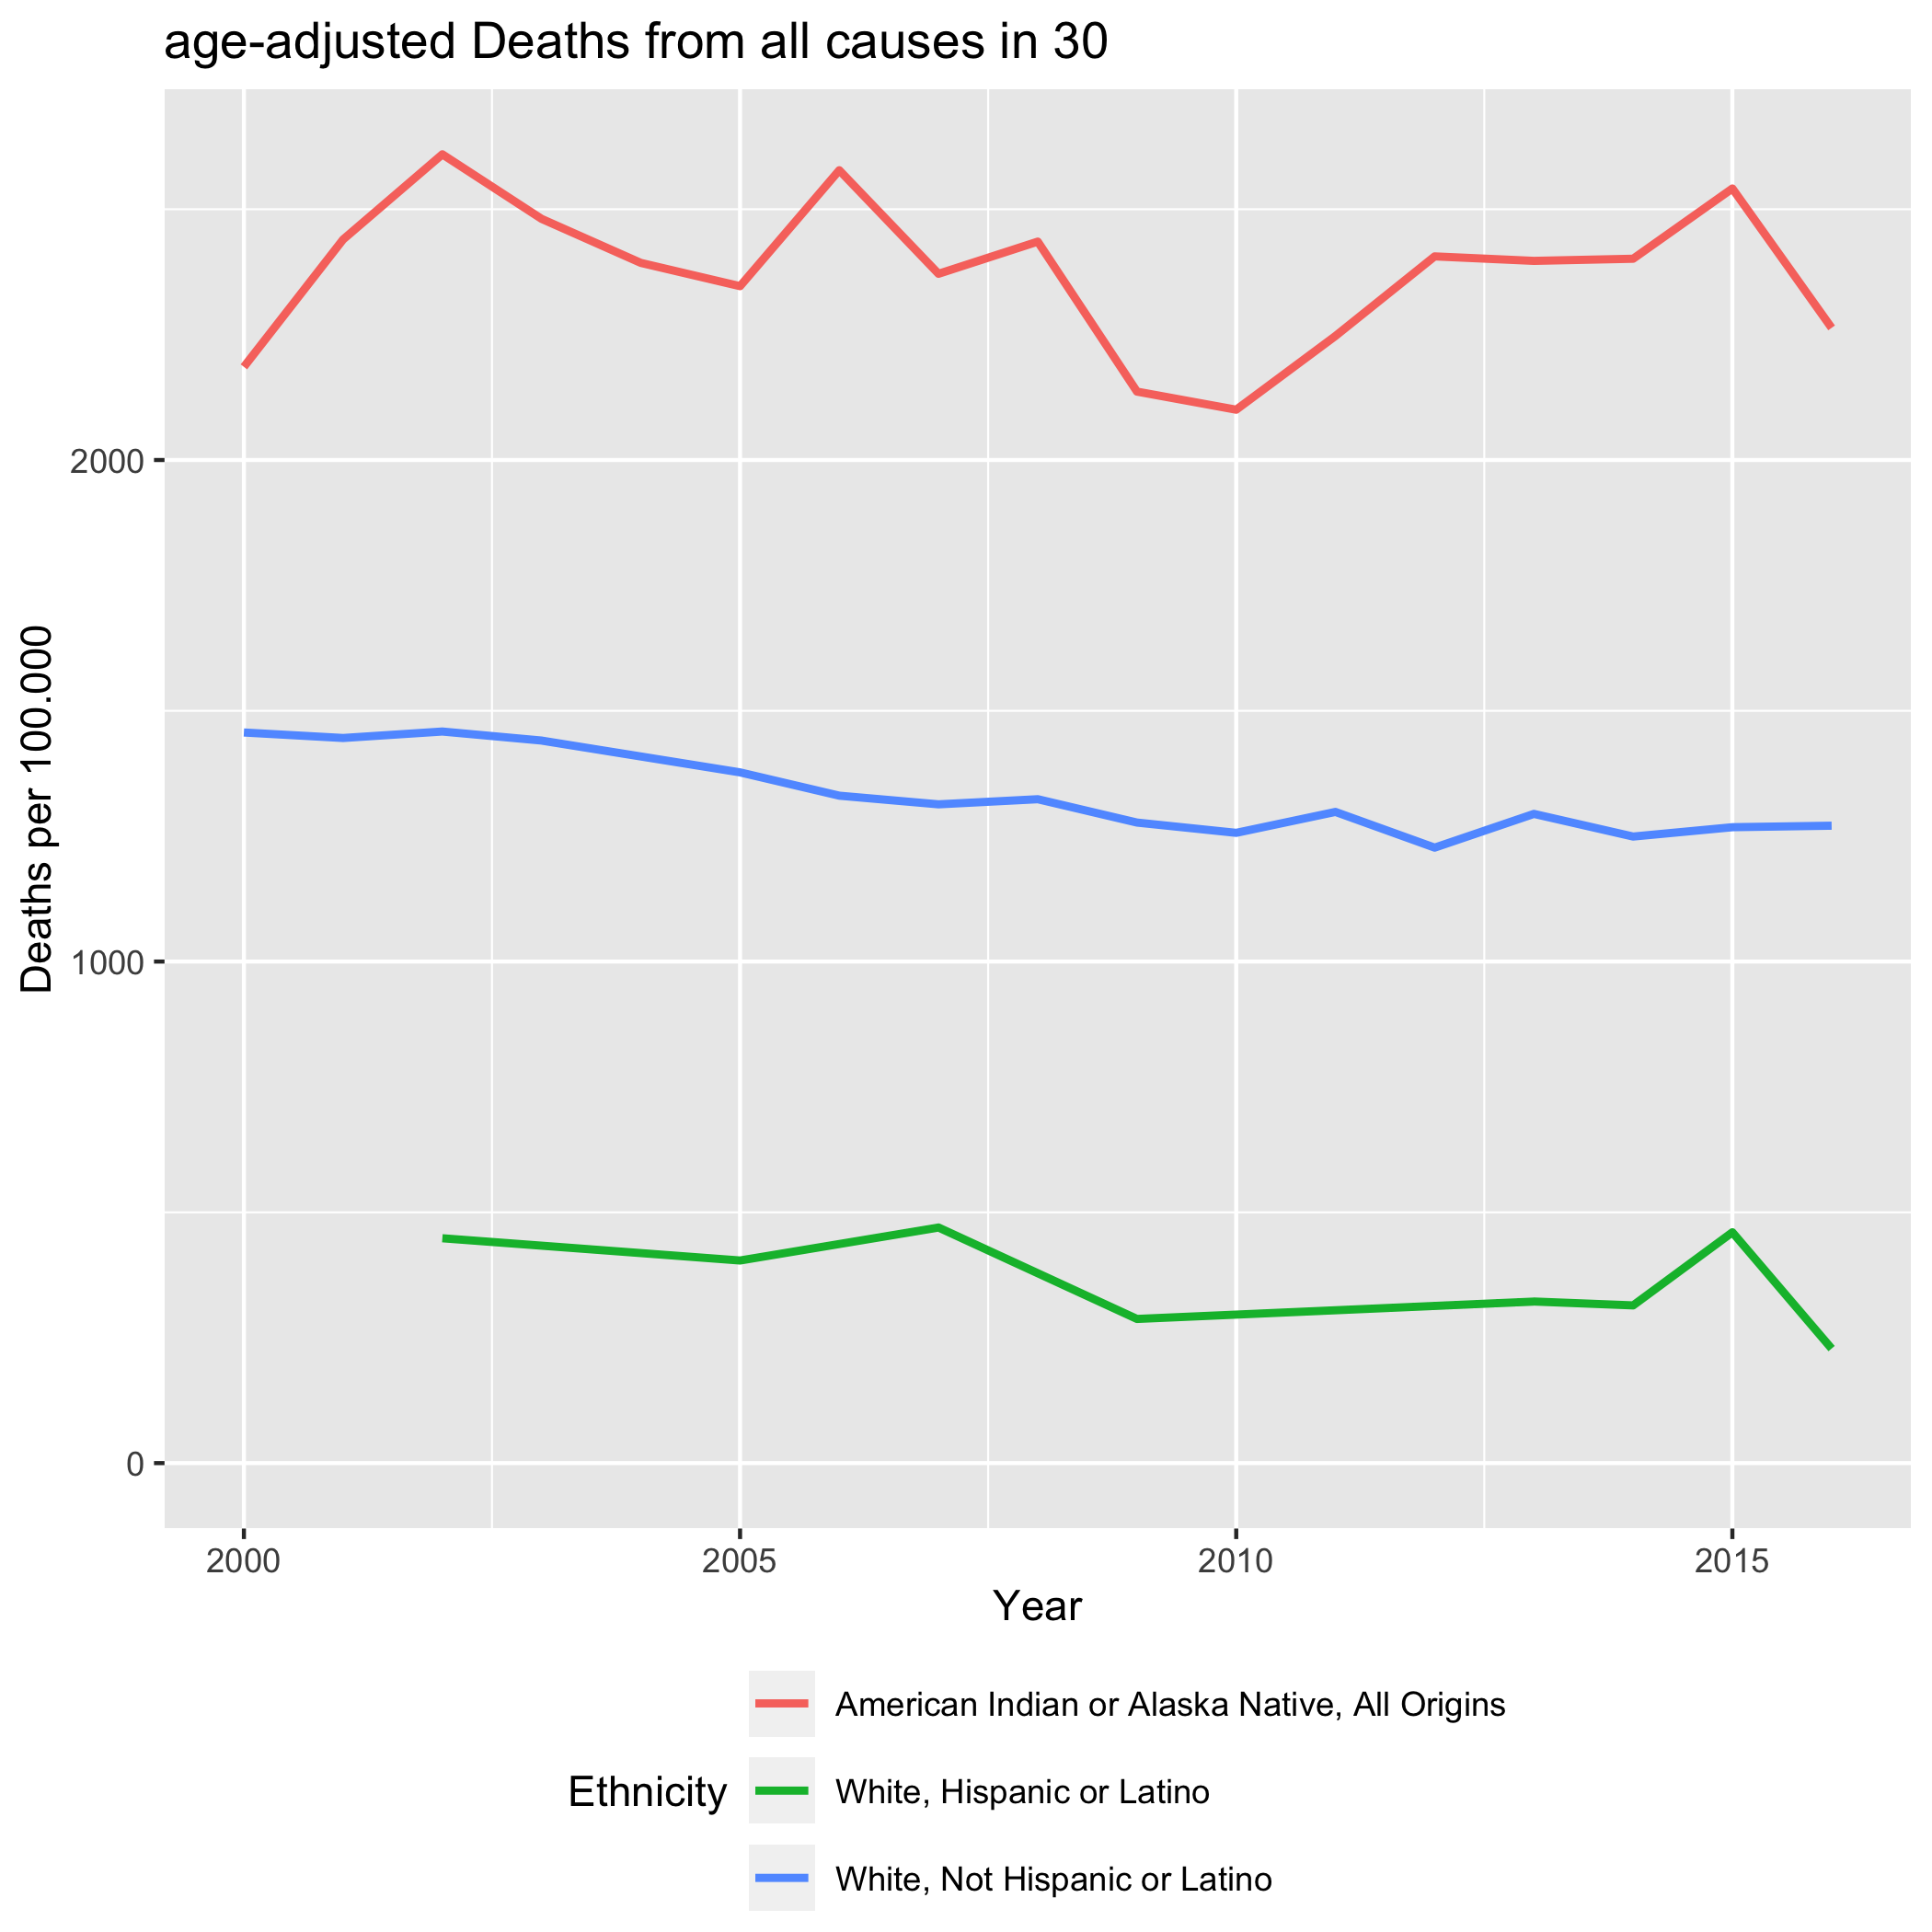 age-adjusted Deaths from all causes in 30
Deaths per 100.000
2000
1000
0
2000
2005
2010
2015
Year
Ethnicity
American Indian or Alaska Native, All Origins
White, Hispanic or Latino
White, Not Hispanic or Latino